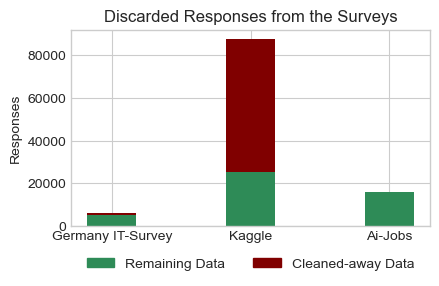 Discarded Responses from the Surveys
Responses
80000
60000
40000
20000
0
Germany IT-Survey Kaggle Ai-Jobs
Remaining Data Cleaned-away Data